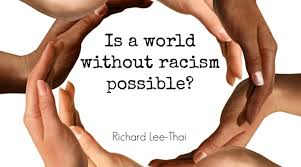 Is a world
without racism
possible?
Richard Lee-Thai